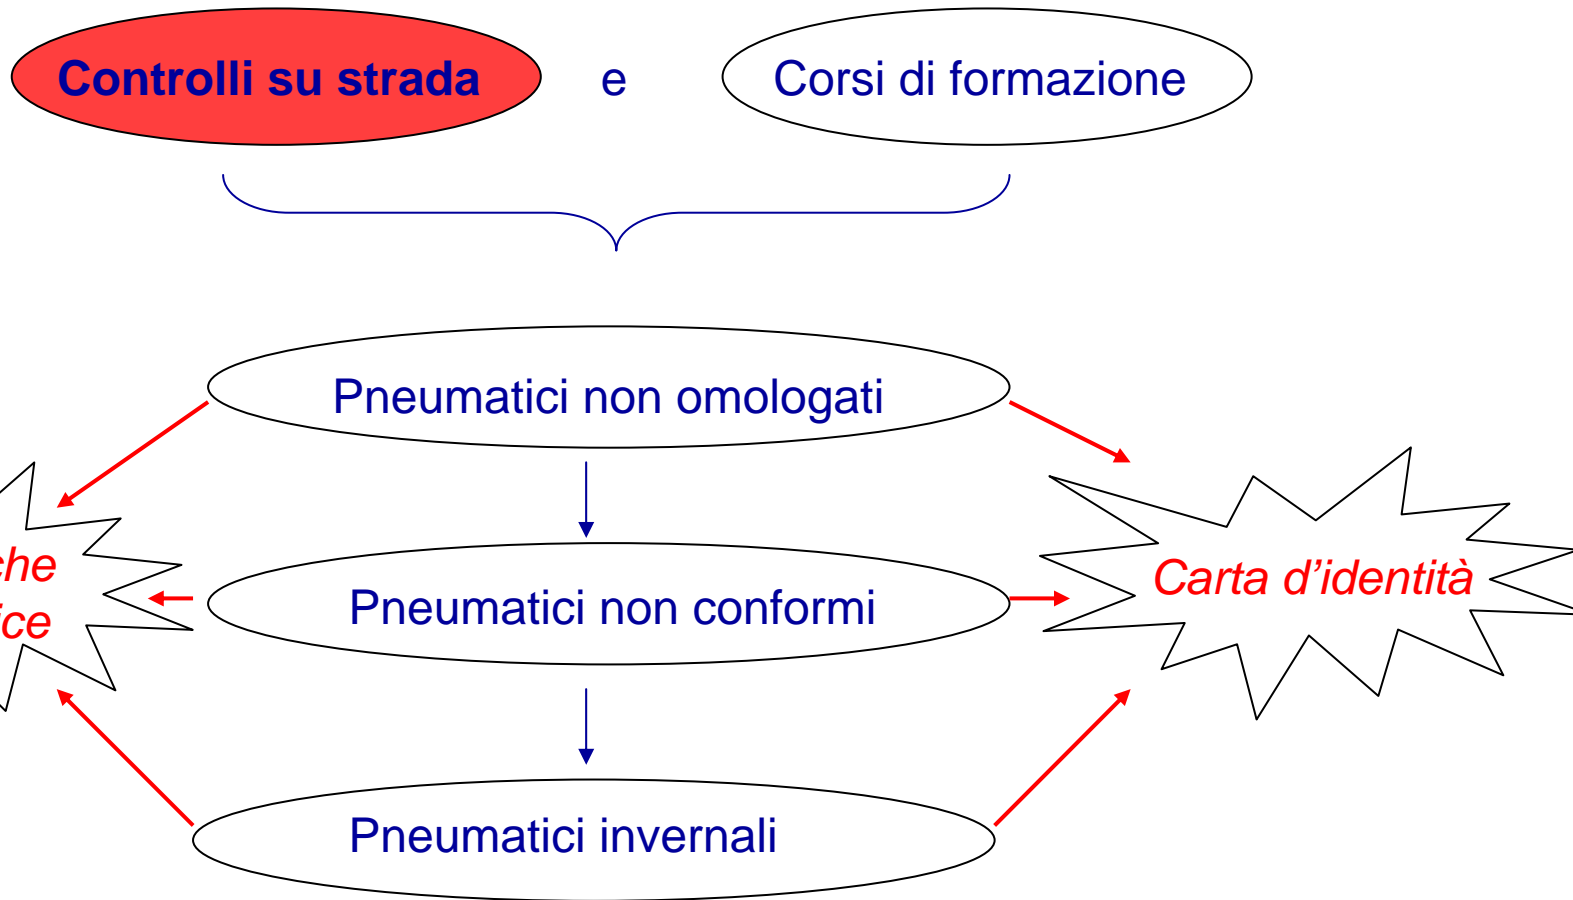 Controlli su strada e Corsi di formazione
Pneumatici non omologati
Pneumatici non conformi
Carta d'identità
Pneumatici invernali